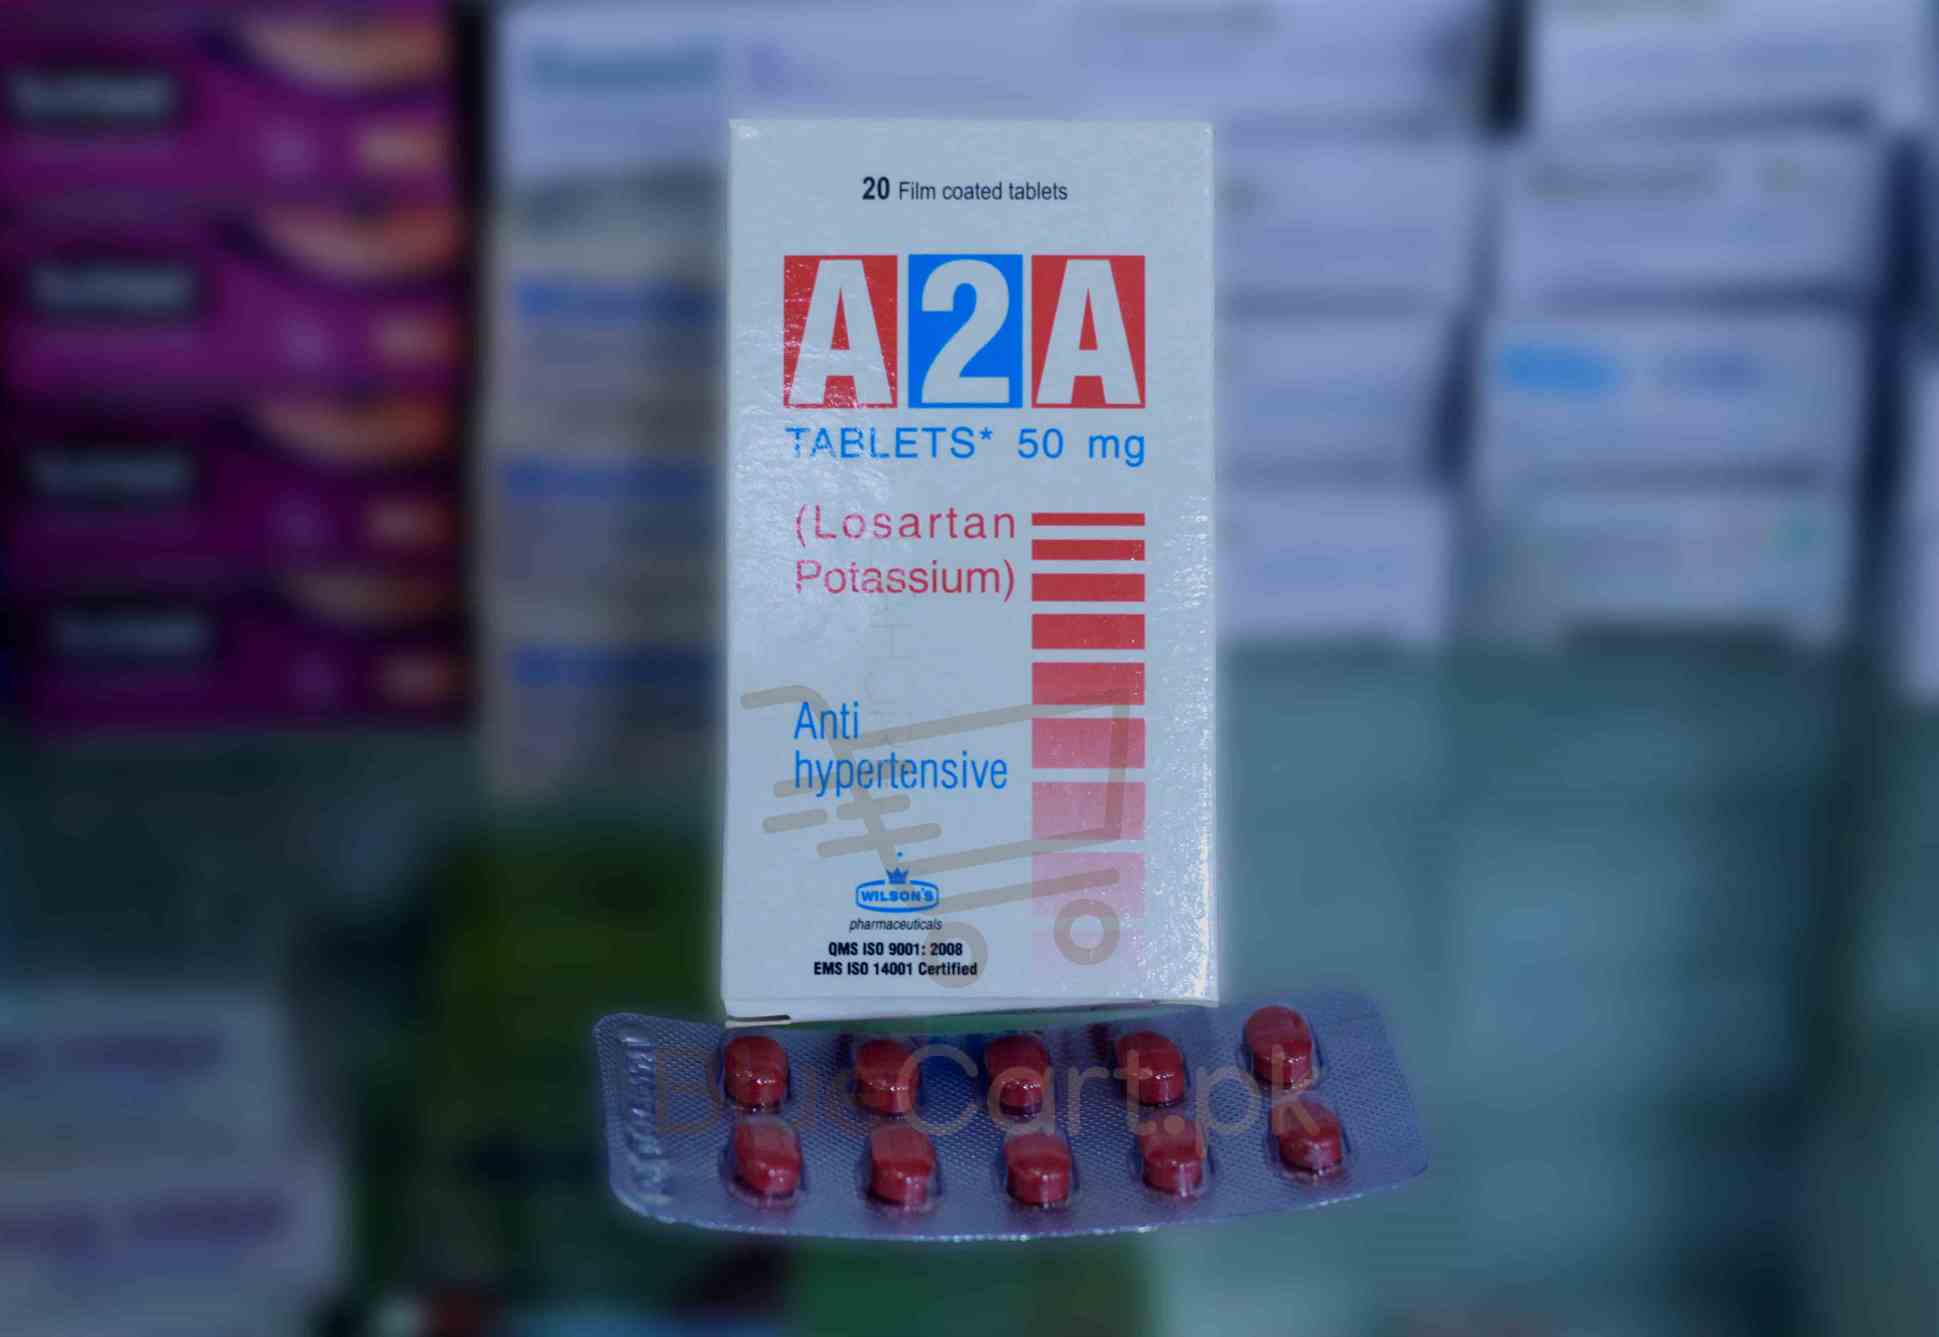 20 Film coated tablets
A2A
TABLETS* 50 mg
(Losartan
Potassium)
Anti
hypertensive
WILSON'S
pharmaceuticals
QMS ISO 9001: 2008
EMS ISO 14001 Certified
BlueCart.pk